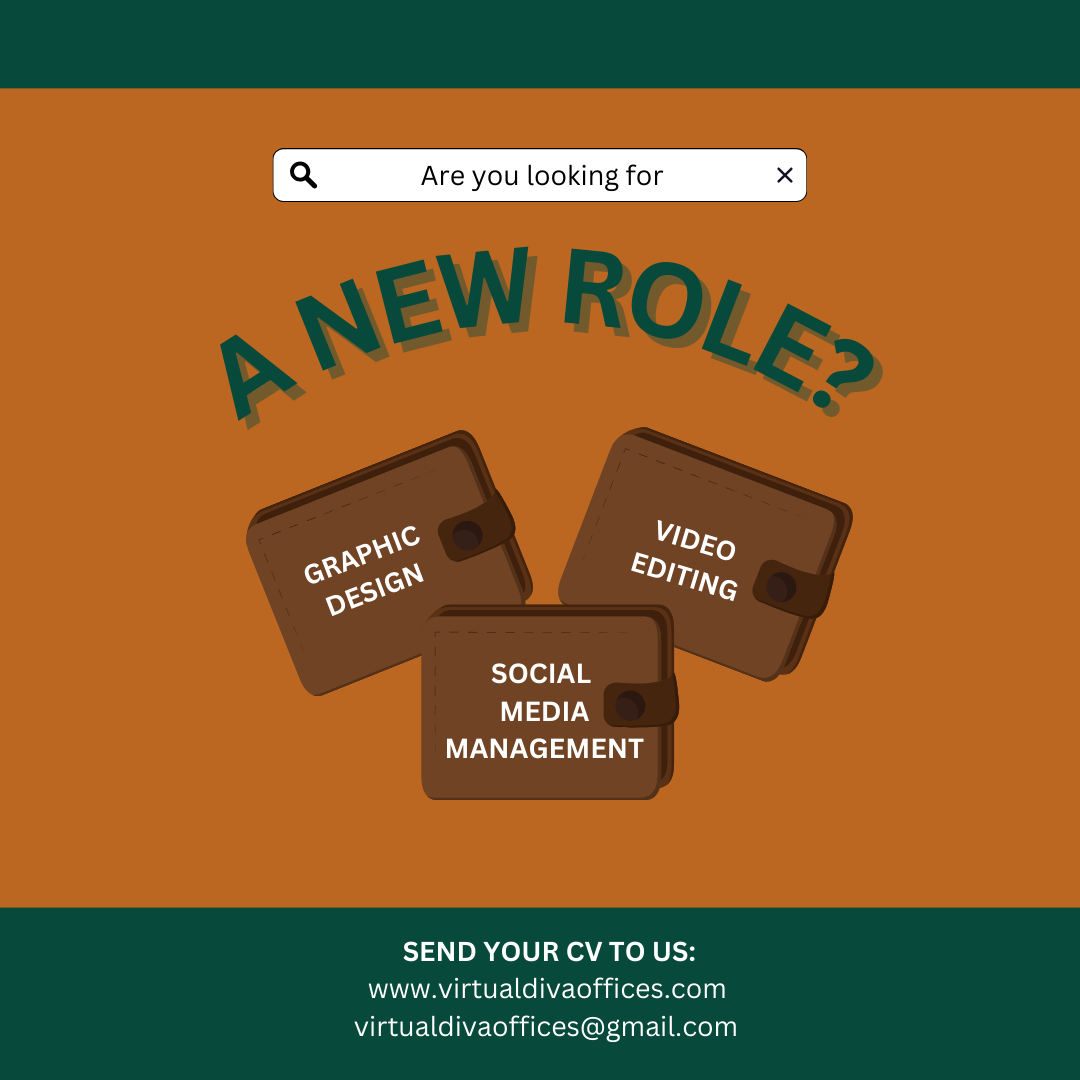 Are you looking for
A NEW ROLE?
GRAPHIC
DESIGN
VIDEO
EDITING
SOCIAL
MEDIA
MANAGEMENT
SEND YOUR CV TO US:
www.virtualdivaoffices.com
virtualdivaoffices@gmail.com